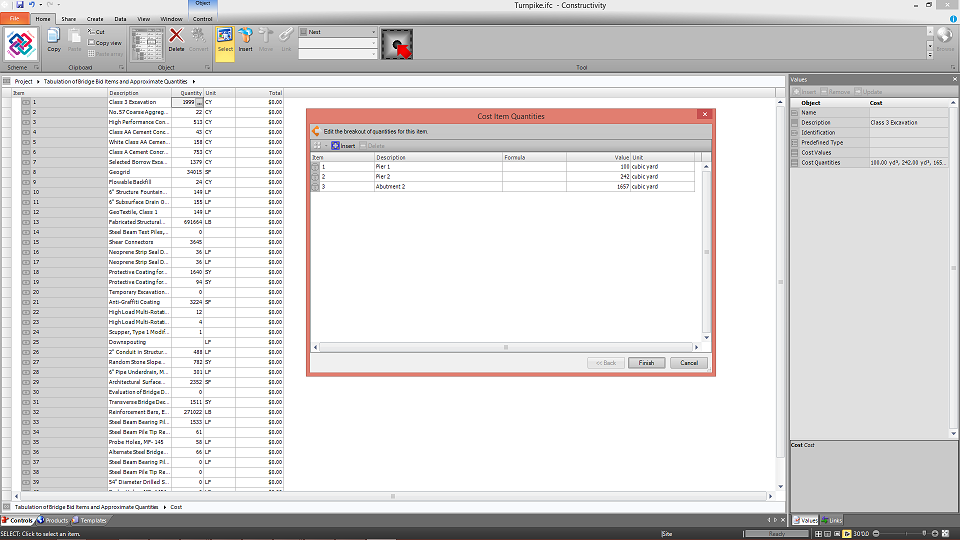 Object
Turnpike.ifc - Constructivity
File Home Share Create Data View Window Control
Copy Paste Cut Copy view Paste array Delete Convert Select Insert Move Link Nest Browse
Scheme Edit Object Tool
Project Tabulation of Bridge Bid Items and Approximate Quantities
Item Description Quantity Unit Total
1 Class 3 Excavation 1999 ... CY $0.00
2 No.57 Coarse Aggreg... 22 CY $0.00
3 High Performance Con... 513 CY $0.00
4 Class AA Cement Conc... 43 CY $0.00
5 White Class AA Cemen... 158 CY $0.00
6 Class A Cement Concr... 753 CY $0.00
7 Selected Borrow Exca... 1379 CY $0.00
8 Geogrid 34015 SF $0.00
9 Flowable Backfill 24 CY $0.00
10 6" Structure Fountain... 149 LF $0.00
11 6" Subsurface Drain O... 155 LF $0.00
12 GeoTextile, Class 1 149 LF $0.00
13 Fabricated Structural... 691664 LB $0.00
14 Steel Beam Test Piles,... 0 $0.00
15 Shear Connectors 3645 $0.00
16 Neoprene Strip Seal D... 36 LF $0.00
17 Neoprene Strip Seal D... 36 LF $0.00
18 Protective Coating for... 1640 SY $0.00
19 Protective Coating for... 94 SY $0.00
20 Temporary Excavation... 0 $0.00
21 Anti-Graffiti Coating 3224 SF $0.00
22 High Load Multi-Rotati... 12 $0.00
23 High Load Multi-Rotati... 4 $0.00
24 Scupper, Type 1 Modif... 1 $0.00
25 Downspouting LF $0.00
26 2" Conduit in Structur... 488 LF $0.00
27 Random Stone Slope... 782 SY $0.00
28 6" Pipe Underdrain, M... 301 LF $0.00
29 Architectural Surface... 2352 SF $0.00
30 Evaluation of Bridge D... 0 $0.00
31 Transverse Bridge Dec... 1511 SY $0.00
32 Reinforcement Bars, E... 271022 LB $0.00
33 Steel Beam Bearing Pil... 1533 LF $0.00
34 Steel Beam Pile Tip Re... 61 $0.00
35 Probe Holes, MP- 145 58 LF $0.00
36 Alternate Steel Bridge... 66 LF $0.00
37 Steel Beam Bearing Pil... 0 LF $0.00
38 Steel Beam Pile Tip Re... 0 $0.00
39 54" Diameter Drilled S... 0 LF $0.00
Tabulation of Bridge Bid Items and Approximate Quantities Cost
Controls Products Templates
SELECT: Click to select an item.
Cost Item Quantities
Edit the breakout of quantities for this item.
Insert Delete
Item Description Formula Value Unit
1 Pier 1 100 cubic yard
2 Pier 2 242 cubic yard
3 Abutment 2 1657 cubic yard
<< Back Finish Cancel
Values
Insert Remove Update
Object Cost
Name
Description Class 3 Excavation
Identification
Predefined Type
Cost Values
Cost Quantities 100.00 yd³, 242.00 yd³, 165...
Cost Cost
Values Links
Site Ready 30'0.0